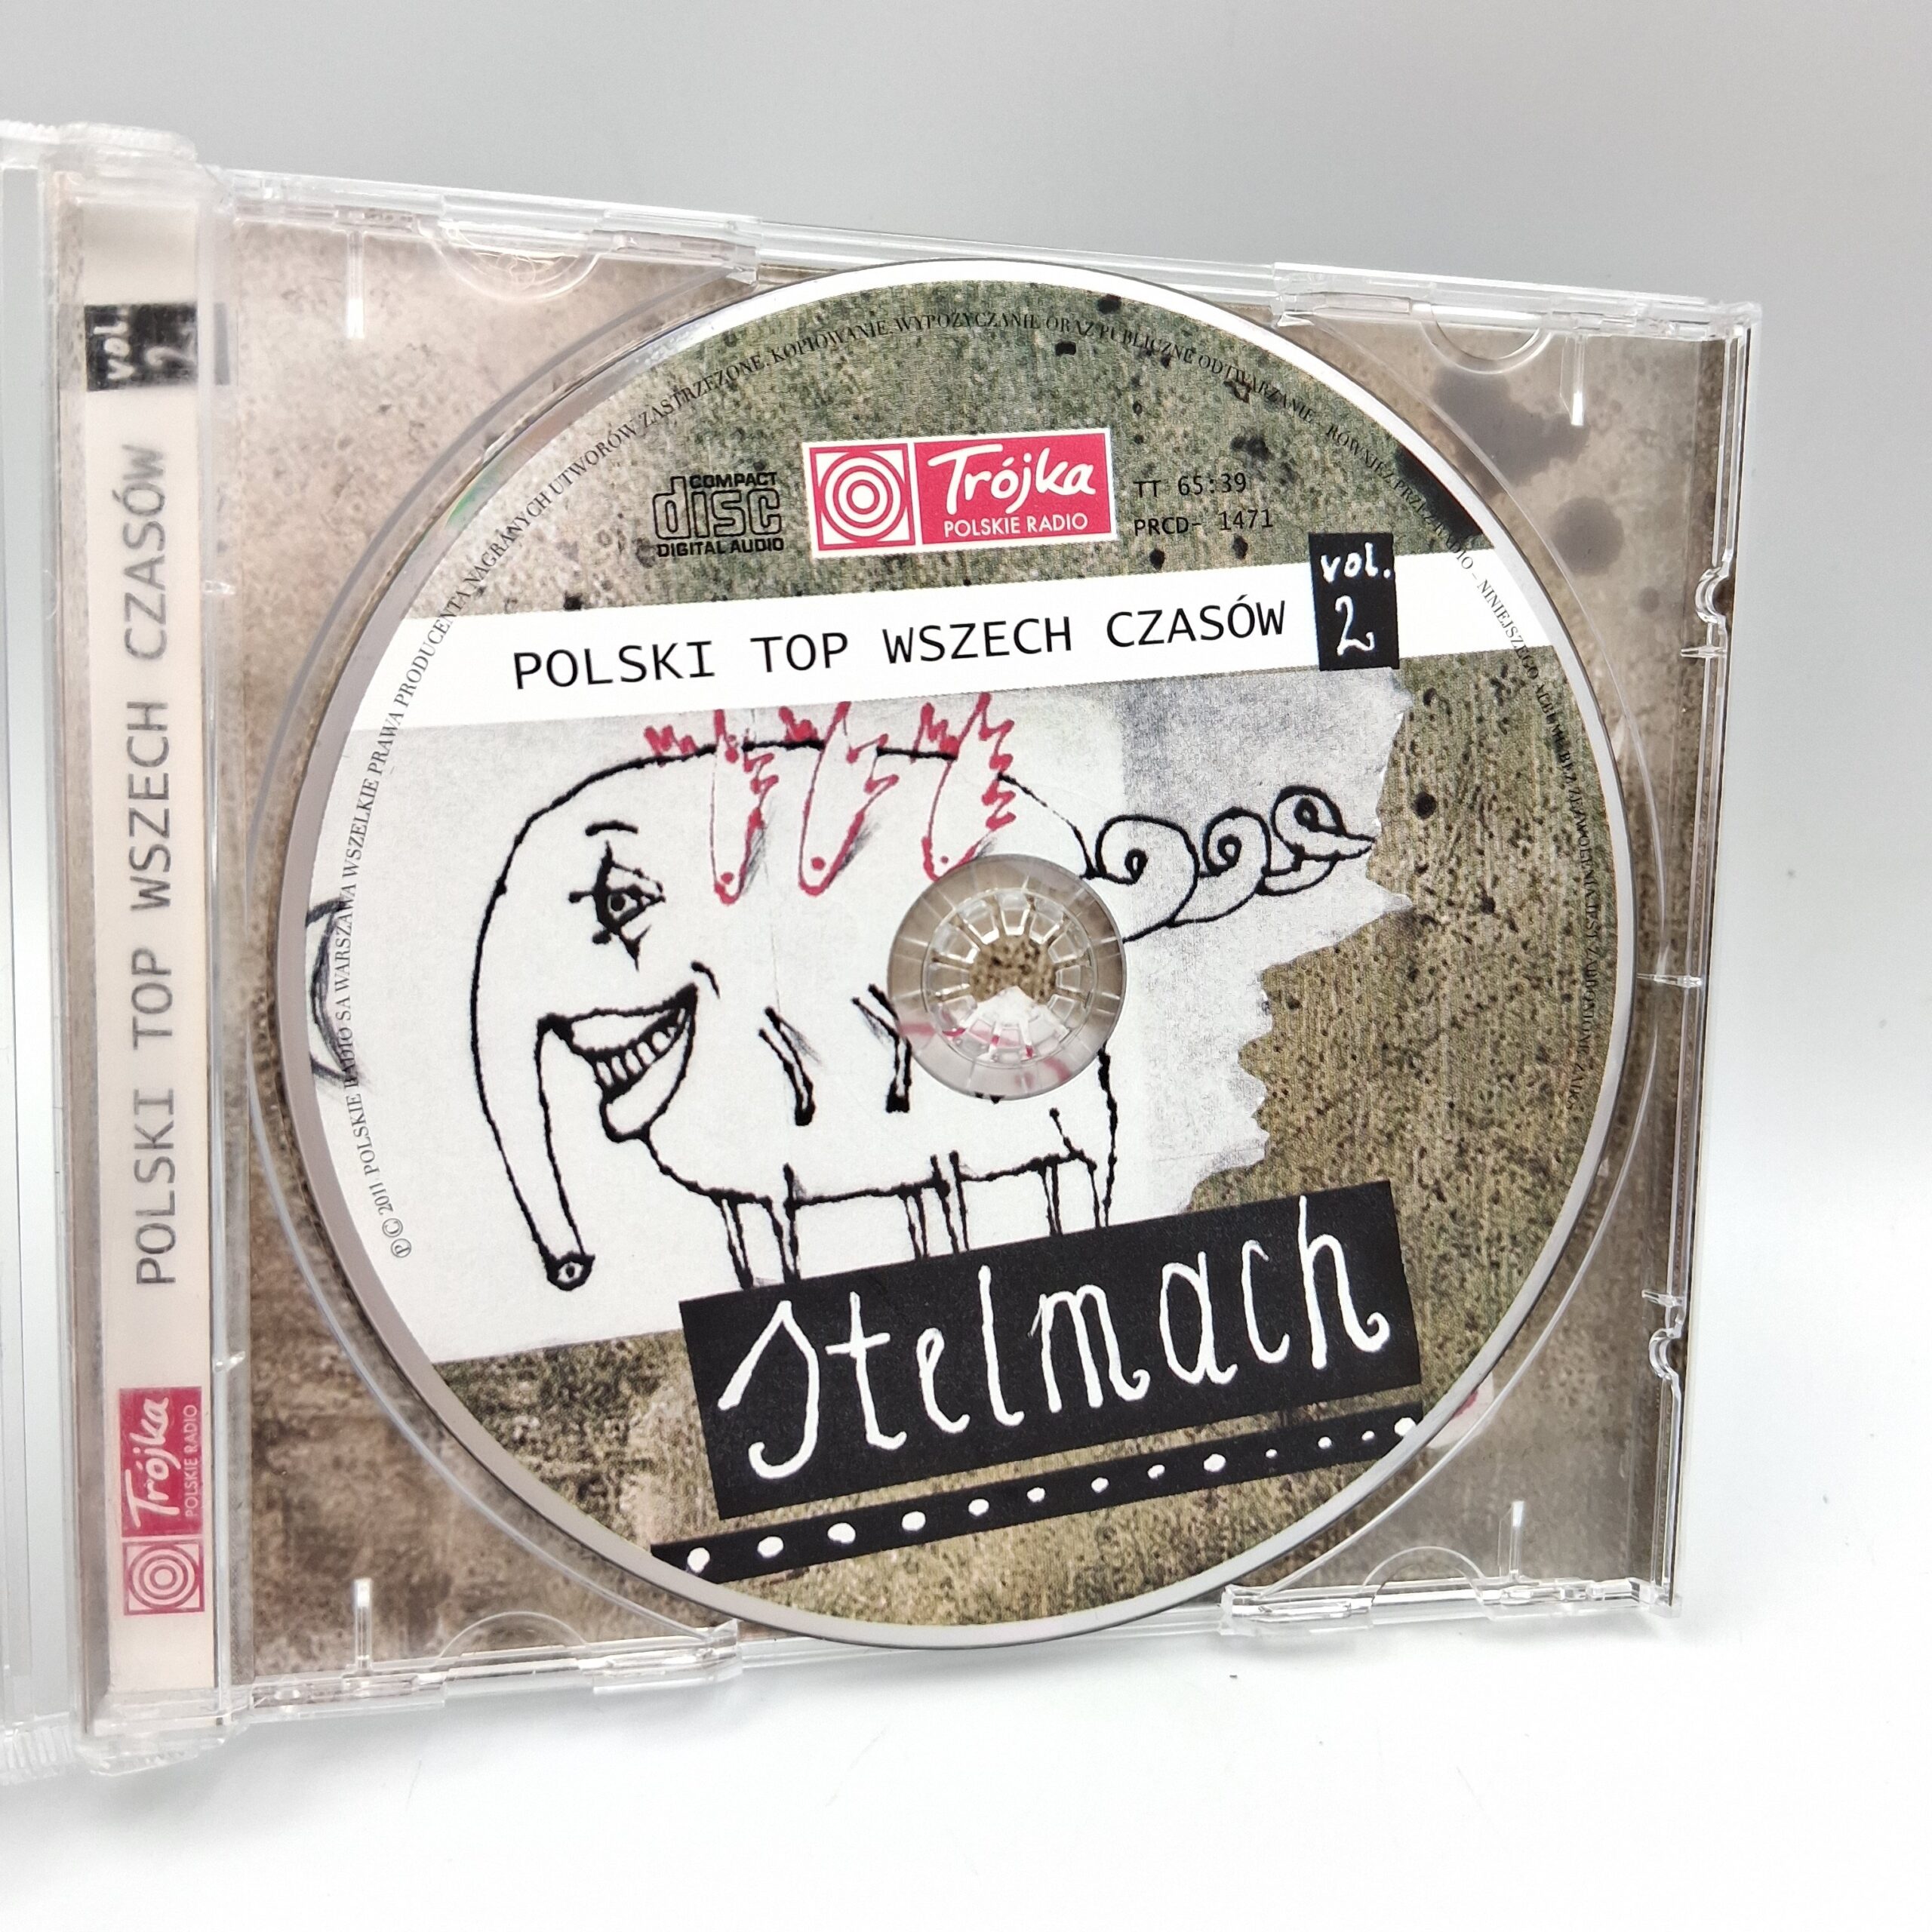 vol. 2
POLSKI TOP WSZECH CZASÓW
Trójka
POLSKIE RADIO
COMPACT
disc
DIGITAL AUDIO
Trójka
POLSKIE RADIO
TT 65:39
PRCD- 1471
POLSKI TOP WSZECH CZASÓW
vol.
2
Stelmach
℗© 2011 POLSKIE RADIO SA WARSZAWA WSZELKIE PRAWA PRODUCENTA NAGRANYCH UTWORÓW ZASTRZEŻONE. KOPIOWANIE, WYPOŻYCZANIE ORAZ PUBLICZNE ODTWARZANIE - RÓWNIEŻ PRZEZ RADIO - NINIEJSZEGO